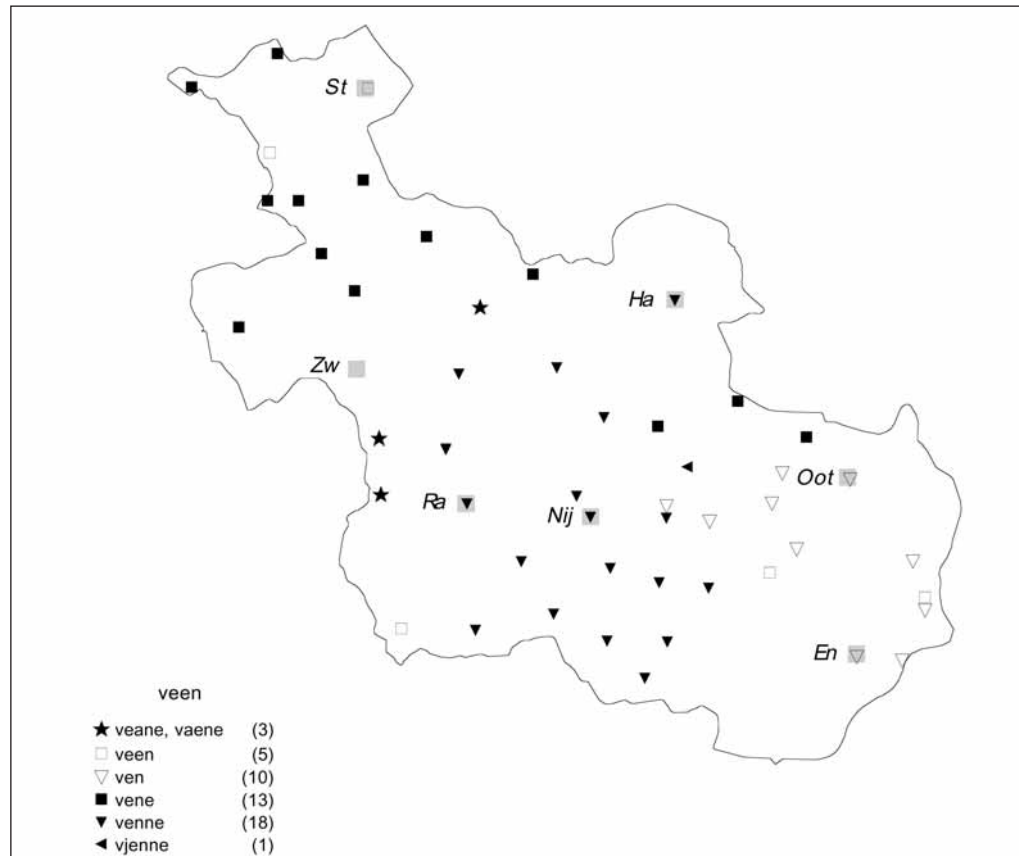 St
Ha
Zw
Oot
Ra
Nij
En
veen
veane, vaene (3)
veen (5)
ven (10)
vene (13)
venne (18)
vjenne (1)